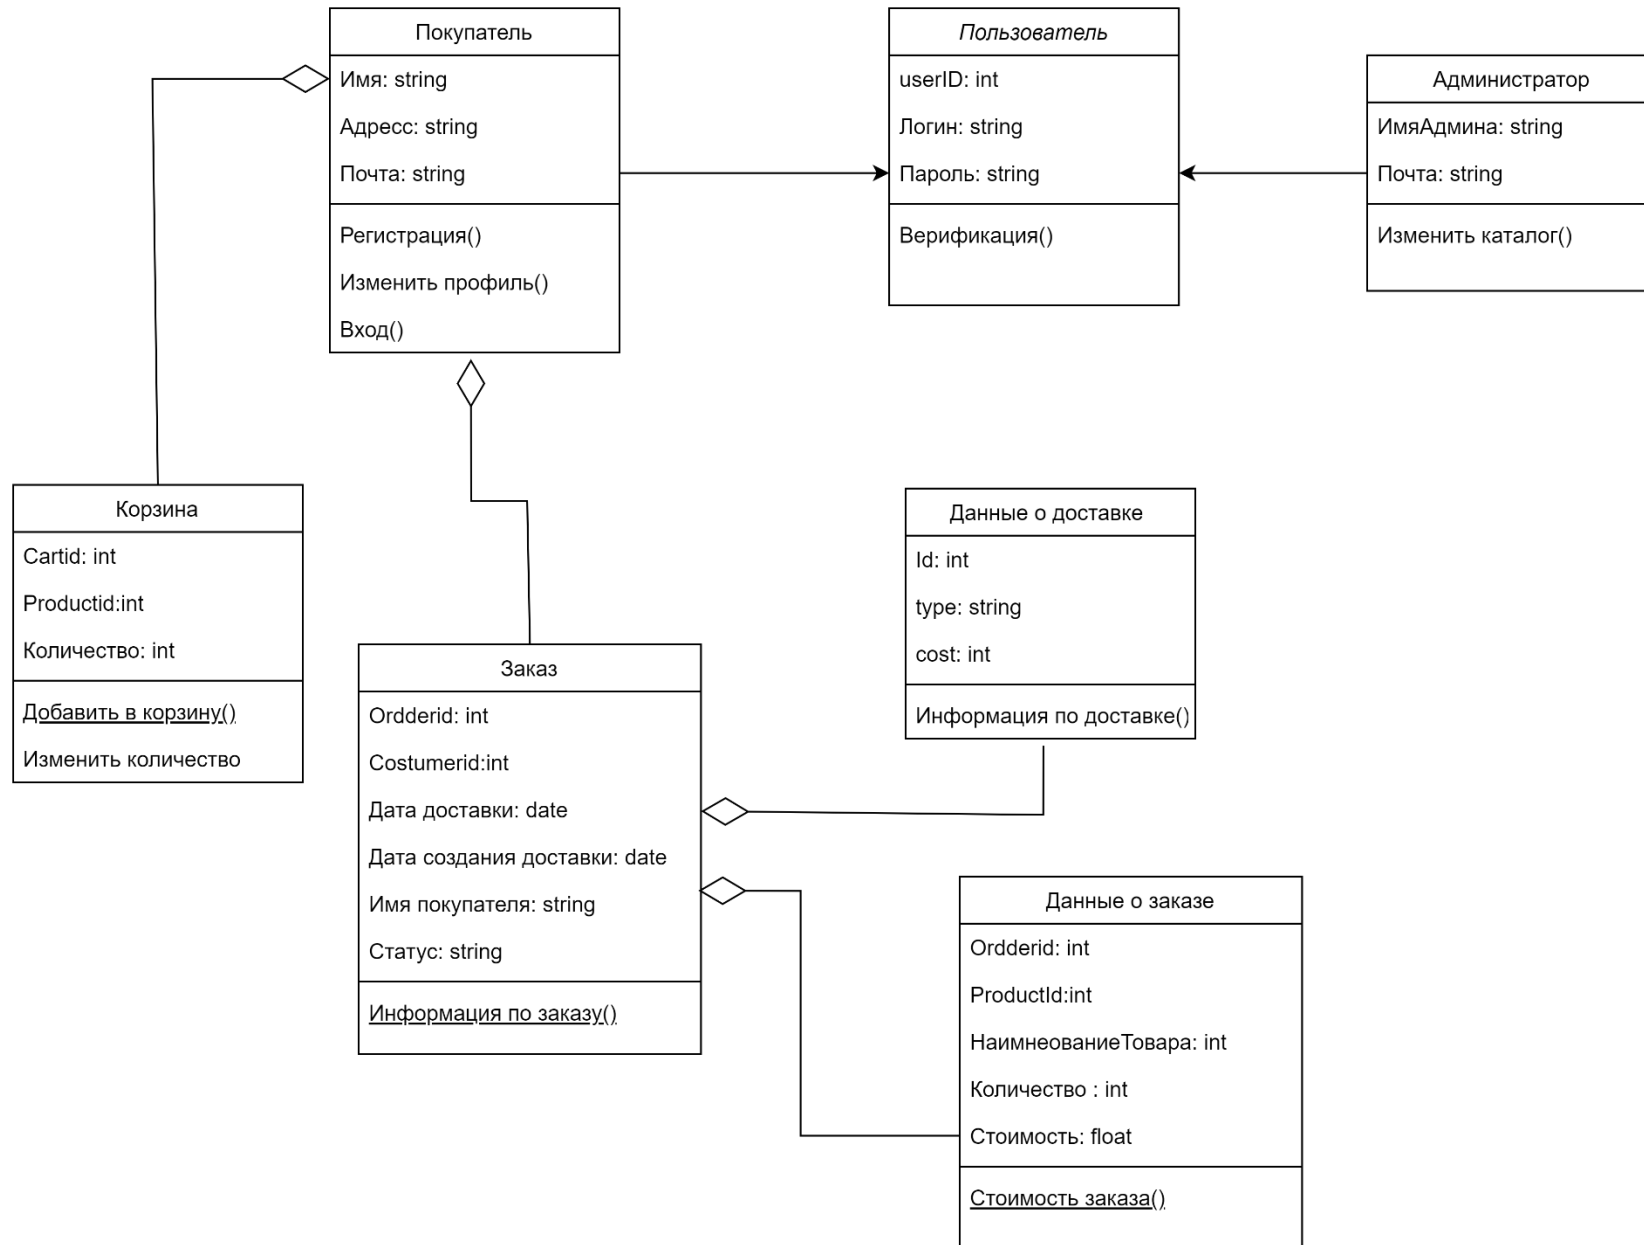 Покупатель
Имя: string
Адресс: string
Почта: string
Регистрация()
Изменить профиль()
Вход()
Пользователь
userID: int
Логин: string
Пароль: string
Верификация()
Администратор
ИмяАдмина: string
Почта: string
Изменить каталог()
Корзина
Cartid: int
Productid:int
Количество: int
Добавить в корзину()
Изменить количество
Заказ
Ordderid: int
Costumerid:int
Дата доставки: date
Дата создания доставки: date
Имя покупателя: string
Статус: string
Информация по заказу()
Данные о доставке
Id: int
type: string
cost: int
Информация по доставке()
Данные о заказе
Ordderid: int
ProductId:int
НаимнеованиеТовара: int
Количество : int
Стоимость: float
Стоимость заказа()